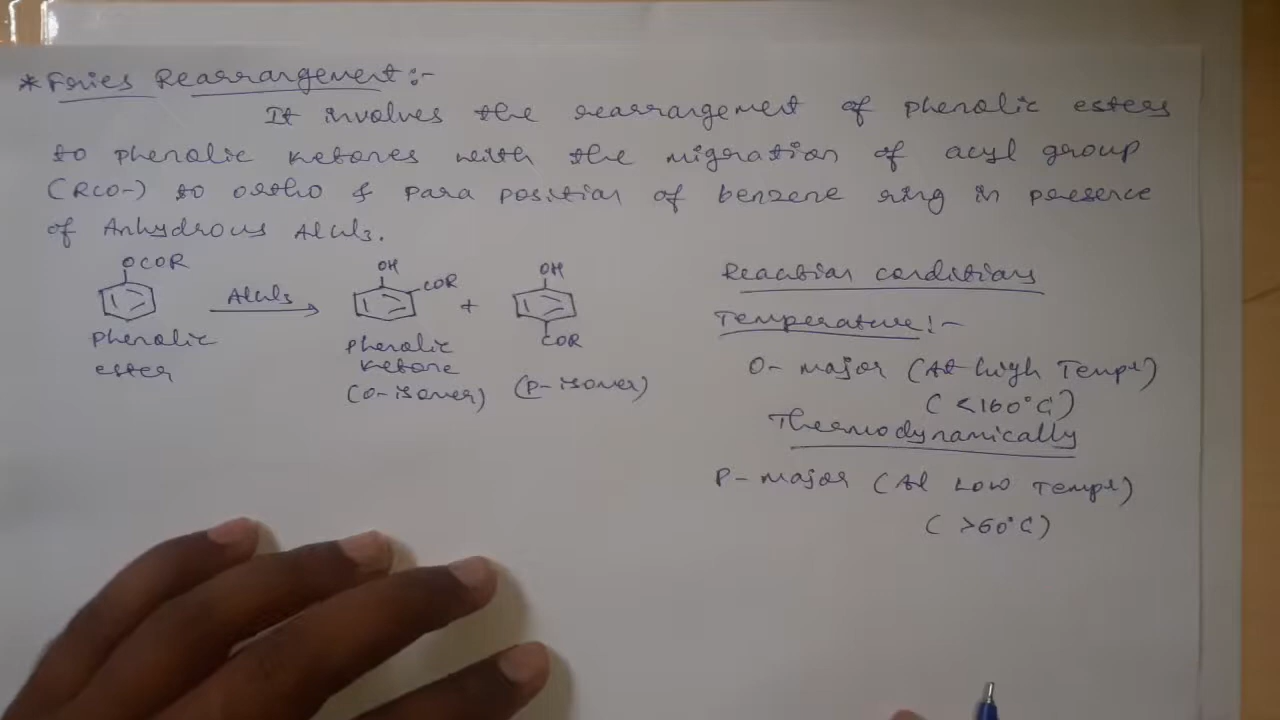 * Fries Rearrangement:-
It involves the rearrangement of phenolic esters
to phenolic ketones with the migration of acyl group
(RCO-) to ortho & para position of benzene ring in presence
of Anhydrous AlCl3.
OCOR
AlCl3
phenolic
ester
OH
COR
+
phenolic
ketone
(o-isomer)
OH
COR
(p-isomer)
Reaction conditions
Temperature:-
O- major (At high Tempr)
( <160°C)
Thermodynamically
P- major (At Low Tempr)
( >60°C)